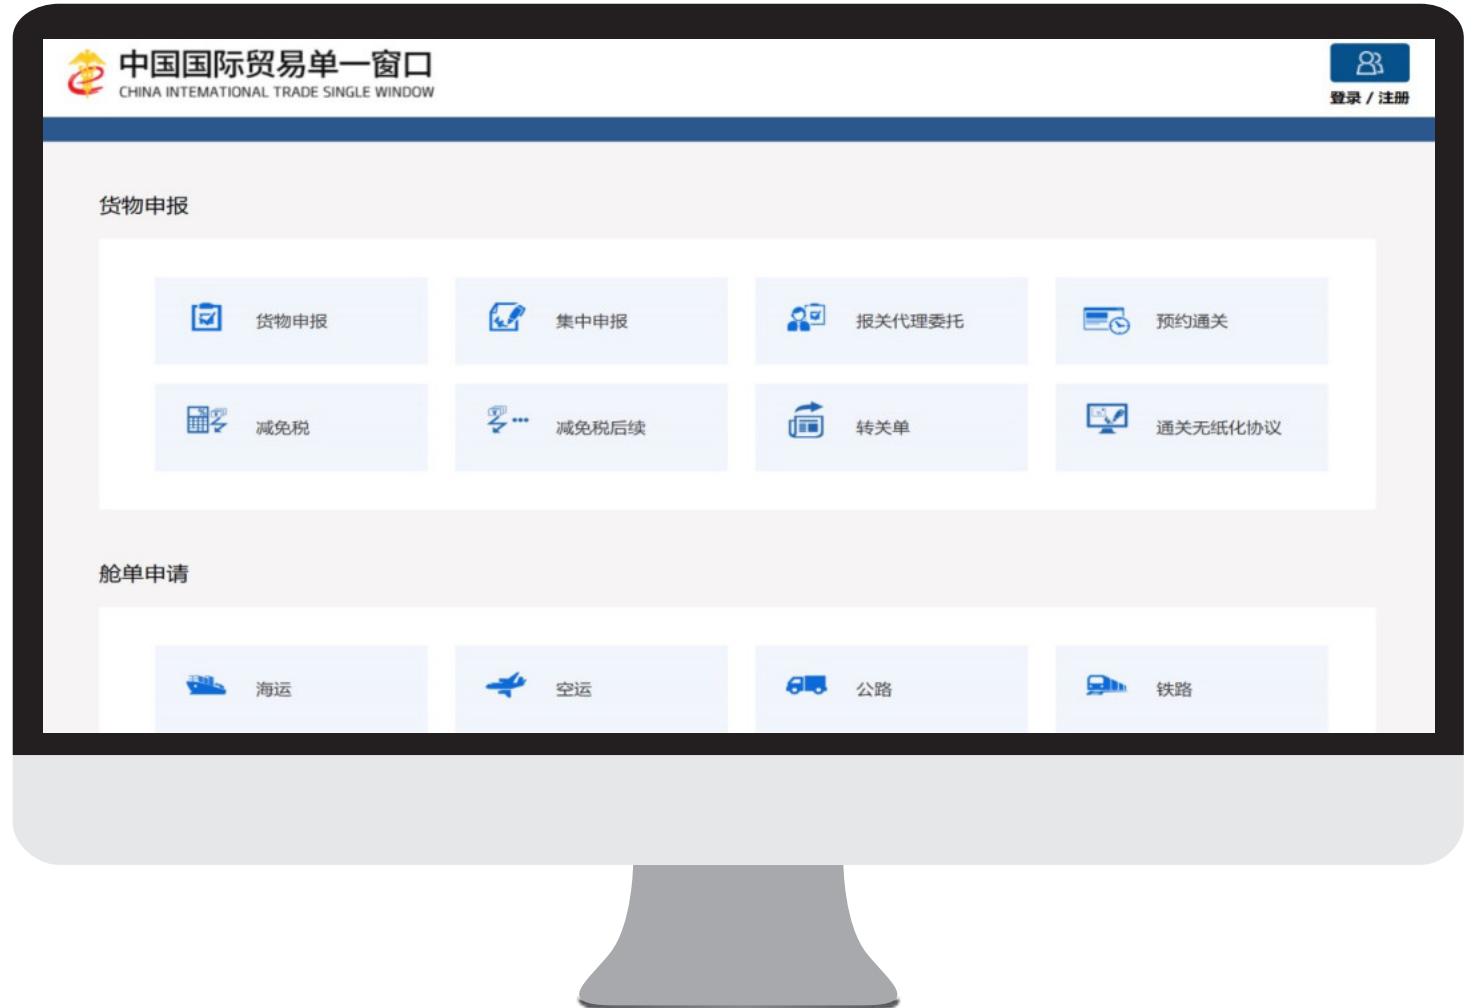 中国国际贸易单一窗口
CHINA INTEMATIONAL TRADE SINGLE WINDOW
登录 / 注册
货物申报
货物申报
集中申报
报关代理委托
预约通关
减免税
减免税后续
转关单
通关无纸化协议
舱单申请
海运
空运
公路
铁路